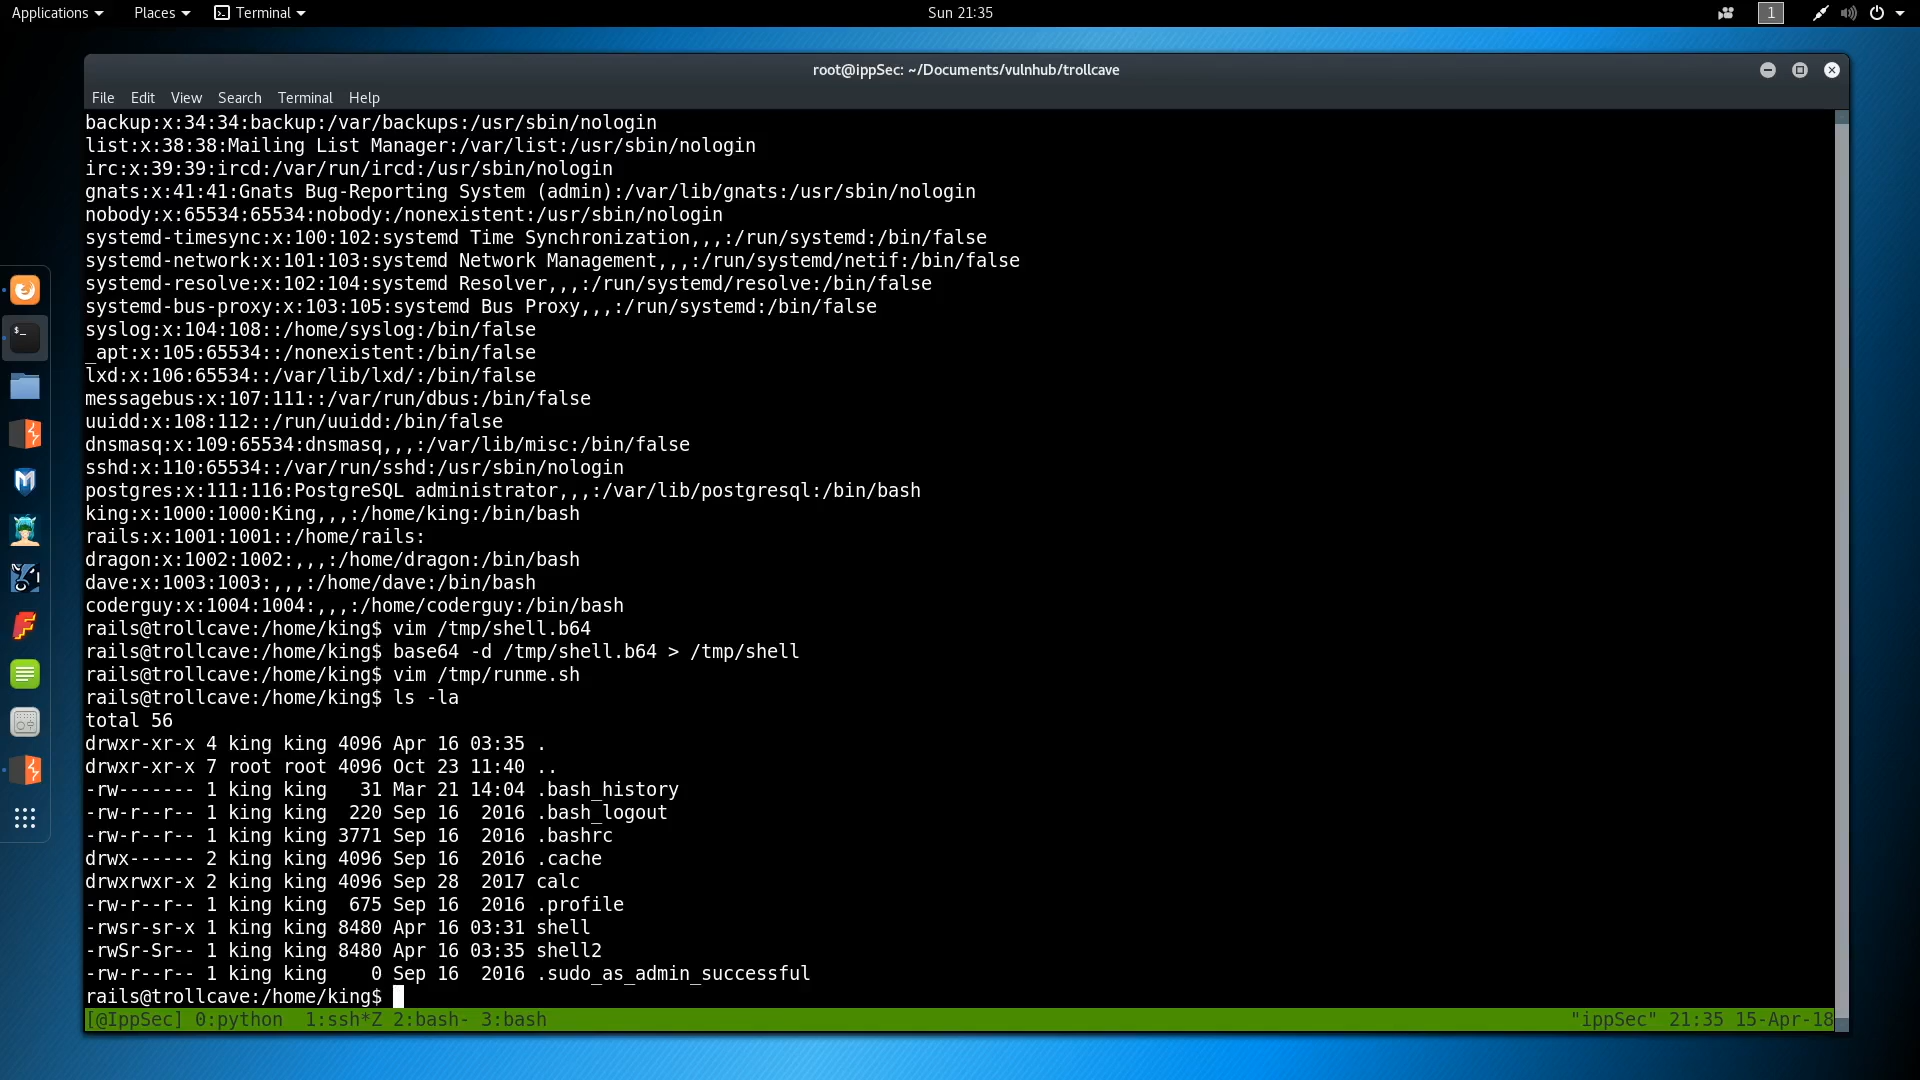 Applications Places Terminal Sun 21:35 1
root@ippSec: ~/Documents/vulnhub/trollcave
File Edit View Search Terminal Help
backup:x:34:34:backup:/var/backups:/usr/sbin/nologin
list:x:38:38:Mailing List Manager:/var/list:/usr/sbin/nologin
irc:x:39:39:ircd:/var/run/ircd:/usr/sbin/nologin
gnats:x:41:41:Gnats Bug-Reporting System (admin):/var/lib/gnats:/usr/sbin/nologin
nobody:x:65534:65534:nobody:/nonexistent:/usr/sbin/nologin
systemd-timesync:x:100:102:systemd Time Synchronization,,,:/run/systemd:/bin/false
systemd-network:x:101:103:systemd Network Management,,,:/run/systemd/netif:/bin/false
systemd-resolve:x:102:104:systemd Resolver,,,:/run/systemd/resolve:/bin/false
systemd-bus-proxy:x:103:105:systemd Bus Proxy,,,:/run/systemd:/bin/false
syslog:x:104:108::/home/syslog:/bin/false
_apt:x:105:65534::/nonexistent:/bin/false
lxd:x:106:65534::/var/lib/lxd/:/bin/false
messagebus:x:107:111::/var/run/dbus:/bin/false
uuidd:x:108:112::/run/uuidd:/bin/false
dnsmasq:x:109:65534:dnsmasq,,,:/var/lib/misc:/bin/false
sshd:x:110:65534::/var/run/sshd:/usr/sbin/nologin
postgres:x:111:116:PostgreSQL administrator,,,:/var/lib/postgresql:/bin/bash
king:x:1000:1000:King,,,:/home/king:/bin/bash
rails:x:1001:1001::/home/rails:
dragon:x:1002:1002:,,,:/home/dragon:/bin/bash
dave:x:1003:1003:,,,:/home/dave:/bin/bash
coderguy:x:1004:1004:,,,:/home/coderguy:/bin/bash
rails@trollcave:/home/king$ vim /tmp/shell.b64
rails@trollcave:/home/king$ base64 -d /tmp/shell.b64 > /tmp/shell
rails@trollcave:/home/king$ vim /tmp/runme.sh
rails@trollcave:/home/king$ ls -la
total 56
drwxr-xr-x 4 king king 4096 Apr 16 03:35 .
drwxr-xr-x 7 root root 4096 Oct 23 11:40 ..
-rw------- 1 king king   31 Mar 21 14:04 .bash_history
-rw-r--r-- 1 king king  220 Sep 16  2016 .bash_logout
-rw-r--r-- 1 king king 3771 Sep 16  2016 .bashrc
drwx------ 2 king king 4096 Sep 16  2016 .cache
drwxrwxr-x 2 king king 4096 Sep 28  2017 calc
-rw-r--r-- 1 king king  675 Sep 16  2016 .profile
-rwsr-sr-x 1 king king 8480 Apr 16 03:31 shell
-rwSr-Sr-- 1 king king 8480 Apr 16 03:35 shell2
-rw-r--r-- 1 king king    0 Sep 16  2016 .sudo_as_admin_successful
rails@trollcave:/home/king$
[@IppSec] 0:python  1:ssh*Z 2:bash- 3:bash "ippSec" 21:35 15-Apr-18